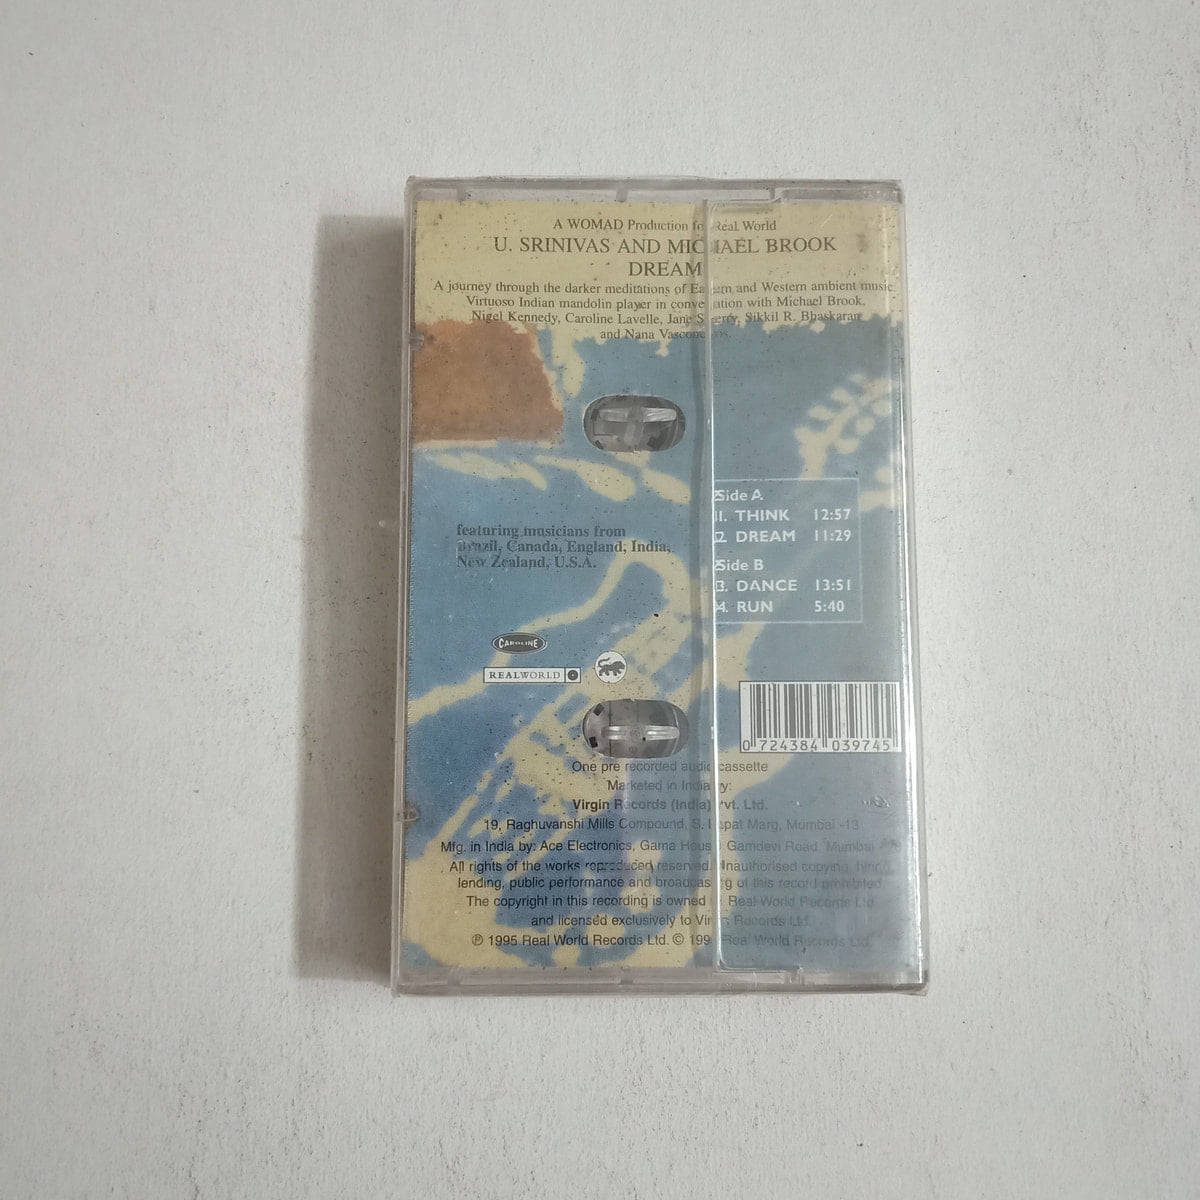 A WOMAD Production for Real World
U. SRINIVAS AND MICHAEL BROOK
DREAM
A journey through the darker meditations of Eastern and Western ambient music.
Virtuoso Indian mandolin player in conversation with Michael Brook,
Nigel Kennedy, Caroline Lavelle, Jane Siberry, Sikkil R. Bhaskaran
and Nana Vasconcelos.
Side A
1. THINK 12:57
2. DREAM 11:29
Side B
3. DANCE 13:51
4. RUN 5:40
featuring musicians from
Brazil, Canada, England, India,
New Zealand, U.S.A.
CAROLINE
REALWORLD
0 724384 039745
One pre recorded audio cassette
Marketed in India by:
Virgin Records (India) Pvt. Ltd.
19, Raghuvanshi Mills Compound, S. Bapat Marg, Mumbai -13
Mfg. in India by: Ace Electronics, Gama House, Gamdevi Road, Mumbai
All rights of the works reproduced reserved. Unauthorised copying, hiring,
lending, public performance and broadcasting of this record prohibited.
The copyright in this recording is owned by Real World Records Ltd.
and licensed exclusively to Virgin Records Ltd.
℗ 1995 Real World Records Ltd. © Real World Records Ltd.